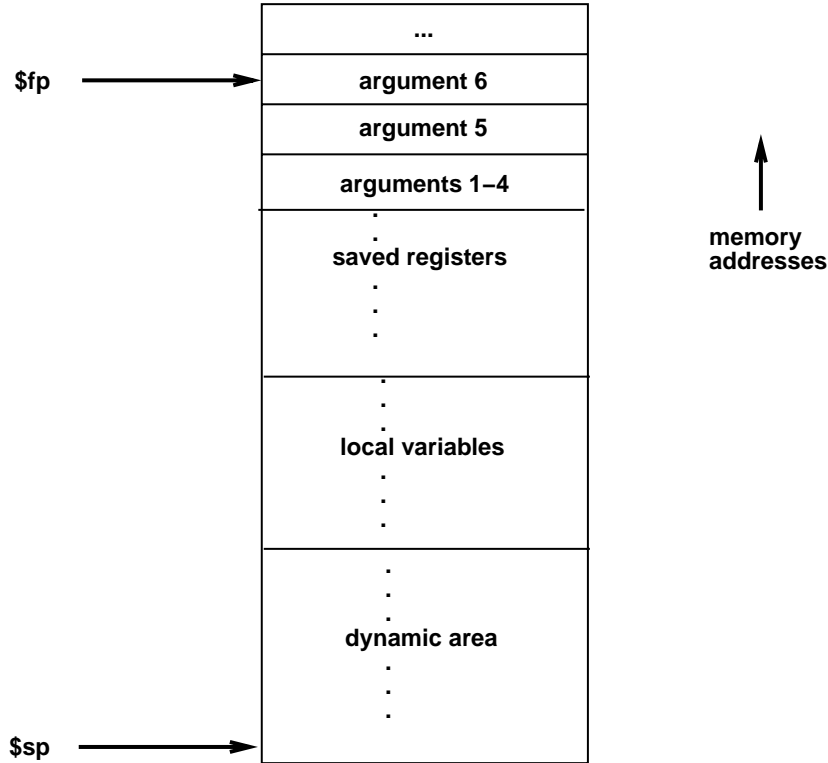 ...
$fp
argument 6
argument 5
arguments 1–4
memory
addresses
saved registers
local variables
dynamic area
$sp